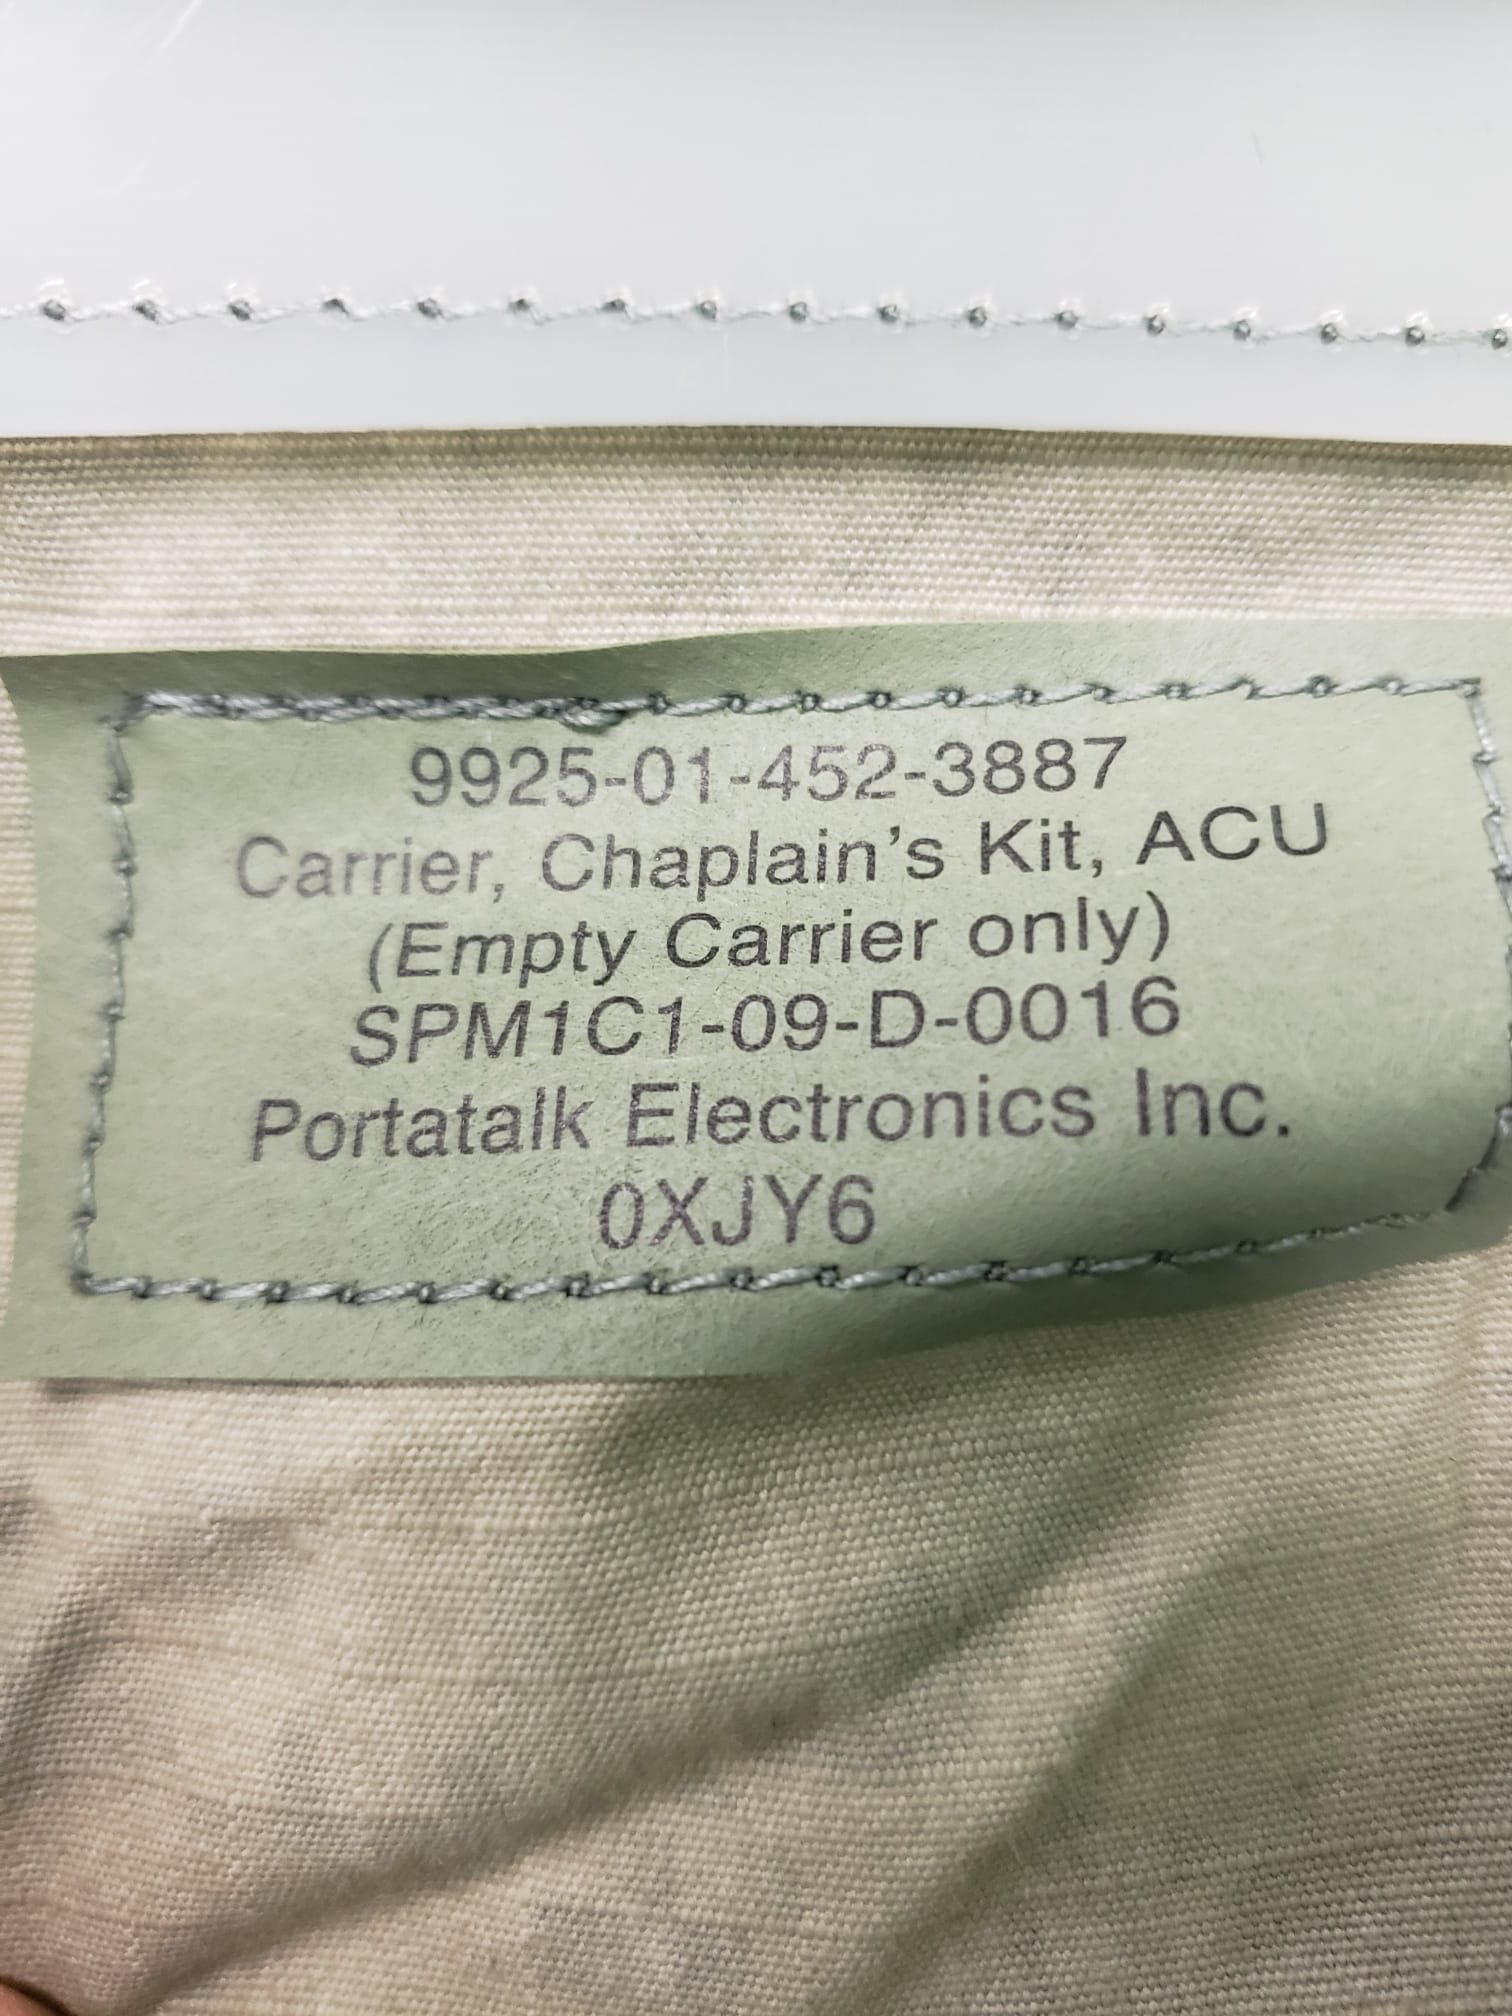 9925-01-452-3887
Carrier, Chaplain's Kit, ACU
(Empty Carrier only)
SPM1C1-09-D-0016
Portatalk Electronics Inc.
0XJY6